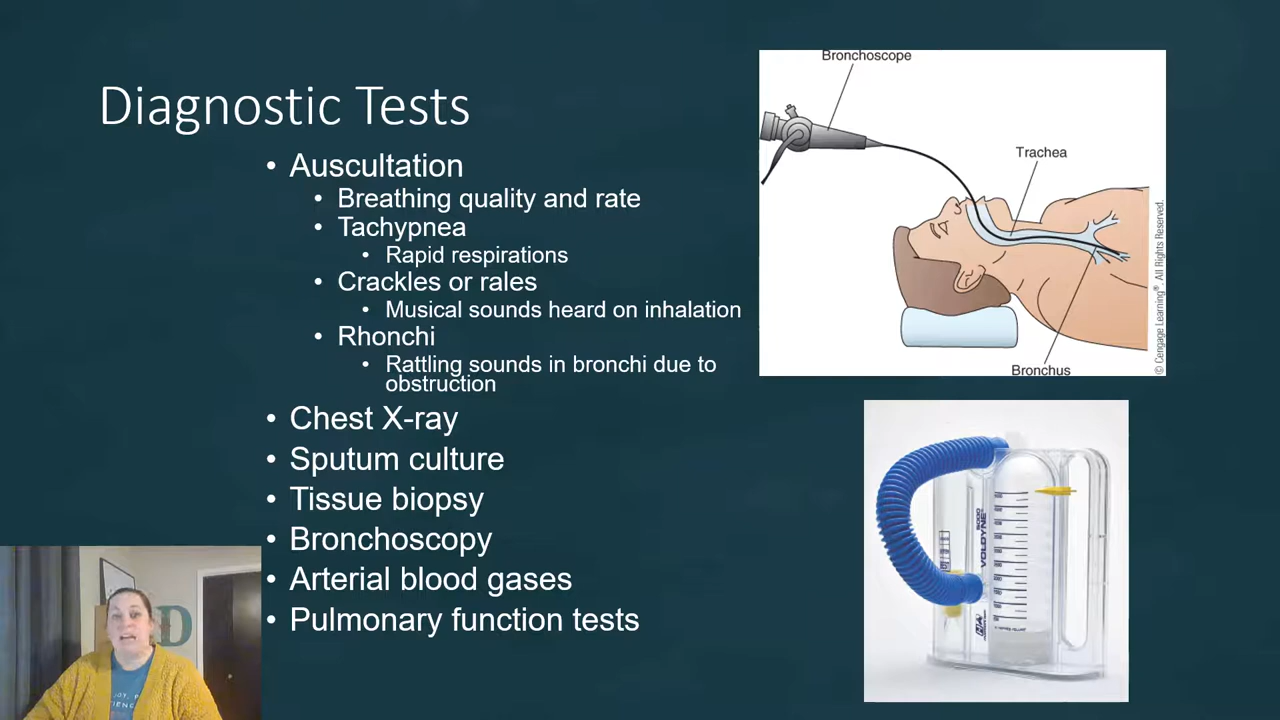 Diagnostic Tests
• Auscultation
• Breathing quality and rate
• Tachypnea
• Rapid respirations
• Crackles or rales
• Musical sounds heard on inhalation
• Rhonchi
• Rattling sounds in bronchi due to
obstruction
• Chest X-ray
• Sputum culture
• Tissue biopsy
• Bronchoscopy
• Arterial blood gases
• Pulmonary function tests
Bronchoscope
Trachea
Bronchus
© Cengage Learning®. All Rights Reserved.
VOLDYNE 5000
D